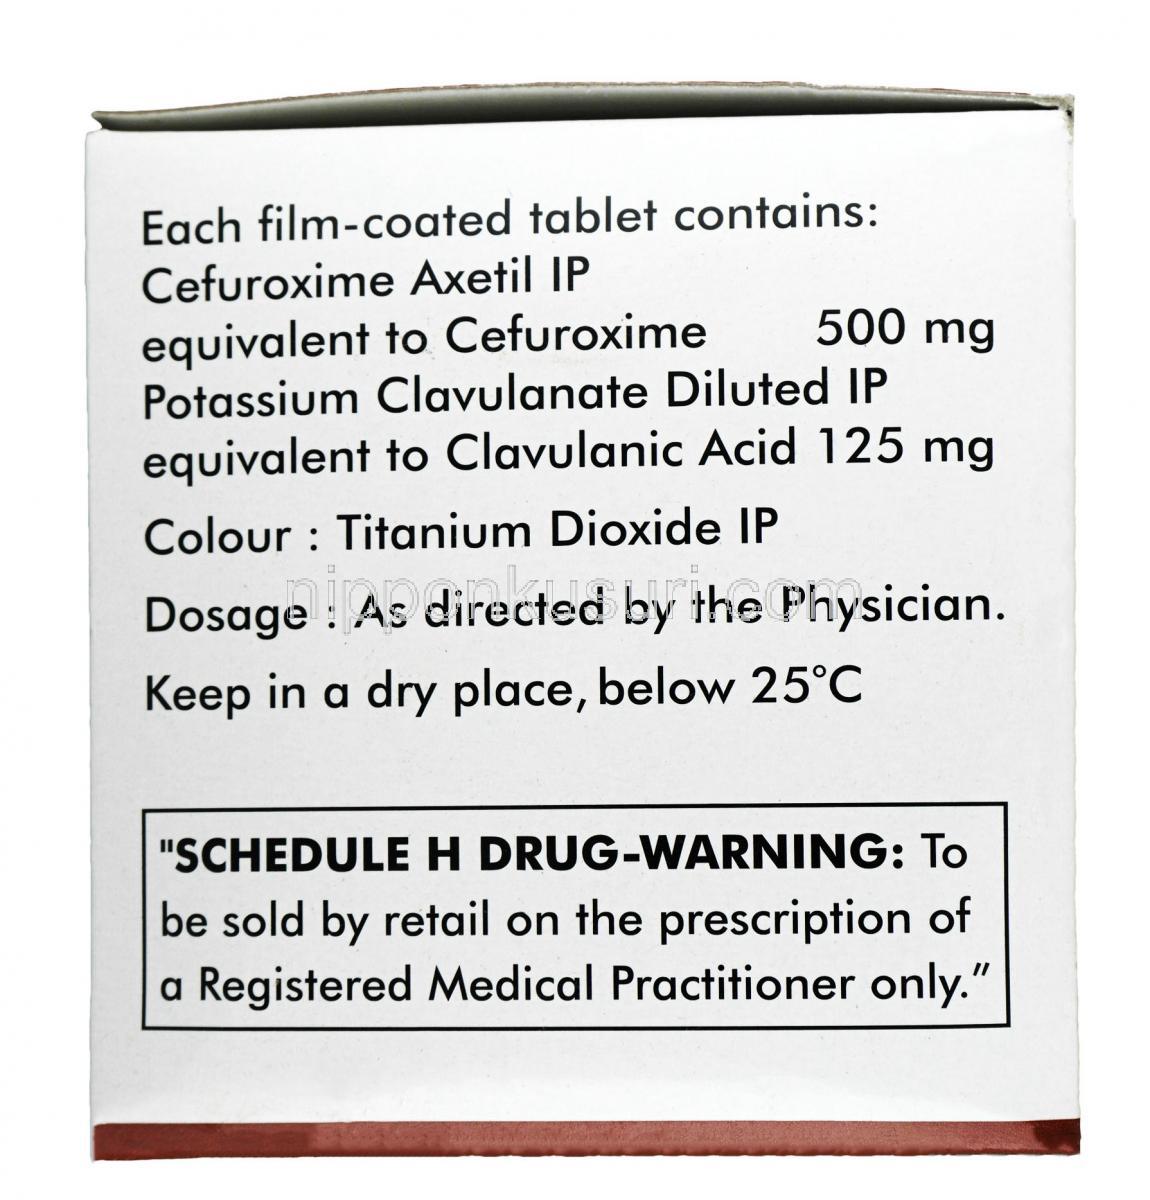 Each film-coated tablet contains:
Cefuroxime Axetil IP
equivalent to Cefuroxime 500 mg
Potassium Clavulanate Diluted IP
equivalent to Clavulanic Acid 125 mg
Colour : Titanium Dioxide IP
nipponkusuri.com
Dosage : As directed by the Physician.
Keep in a dry place, below 25°C
"SCHEDULE H DRUG-WARNING: To
be sold by retail on the prescription of
a Registered Medical Practitioner only."